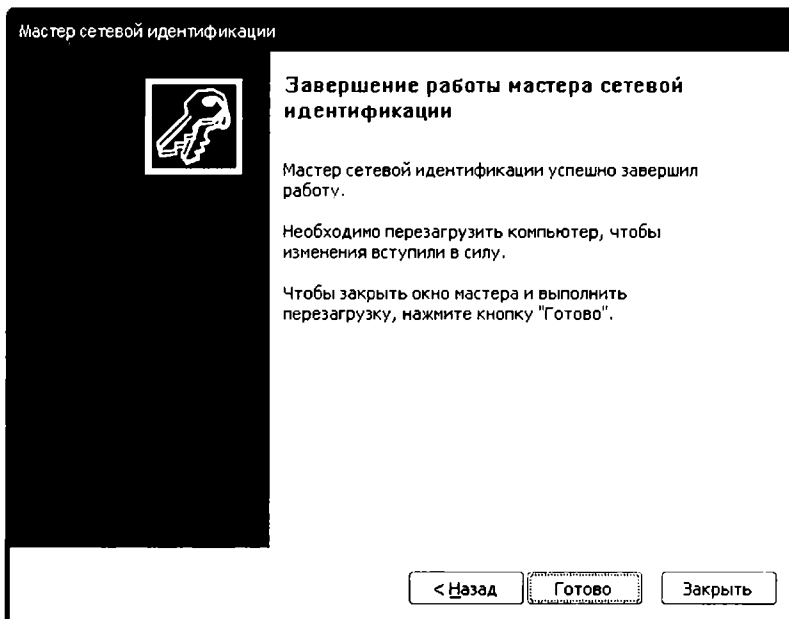 Мастер сетевой идентификации
Завершение работы мастера сетевой
идентификации
Мастер сетевой идентификации успешно завершил
работу.
Необходимо перезагрузить компьютер, чтобы
изменения вступили в силу.
Чтобы закрыть окно мастера и выполнить
перезагрузку, нажмите кнопку "Готово".
< Назад Готово Закрыть